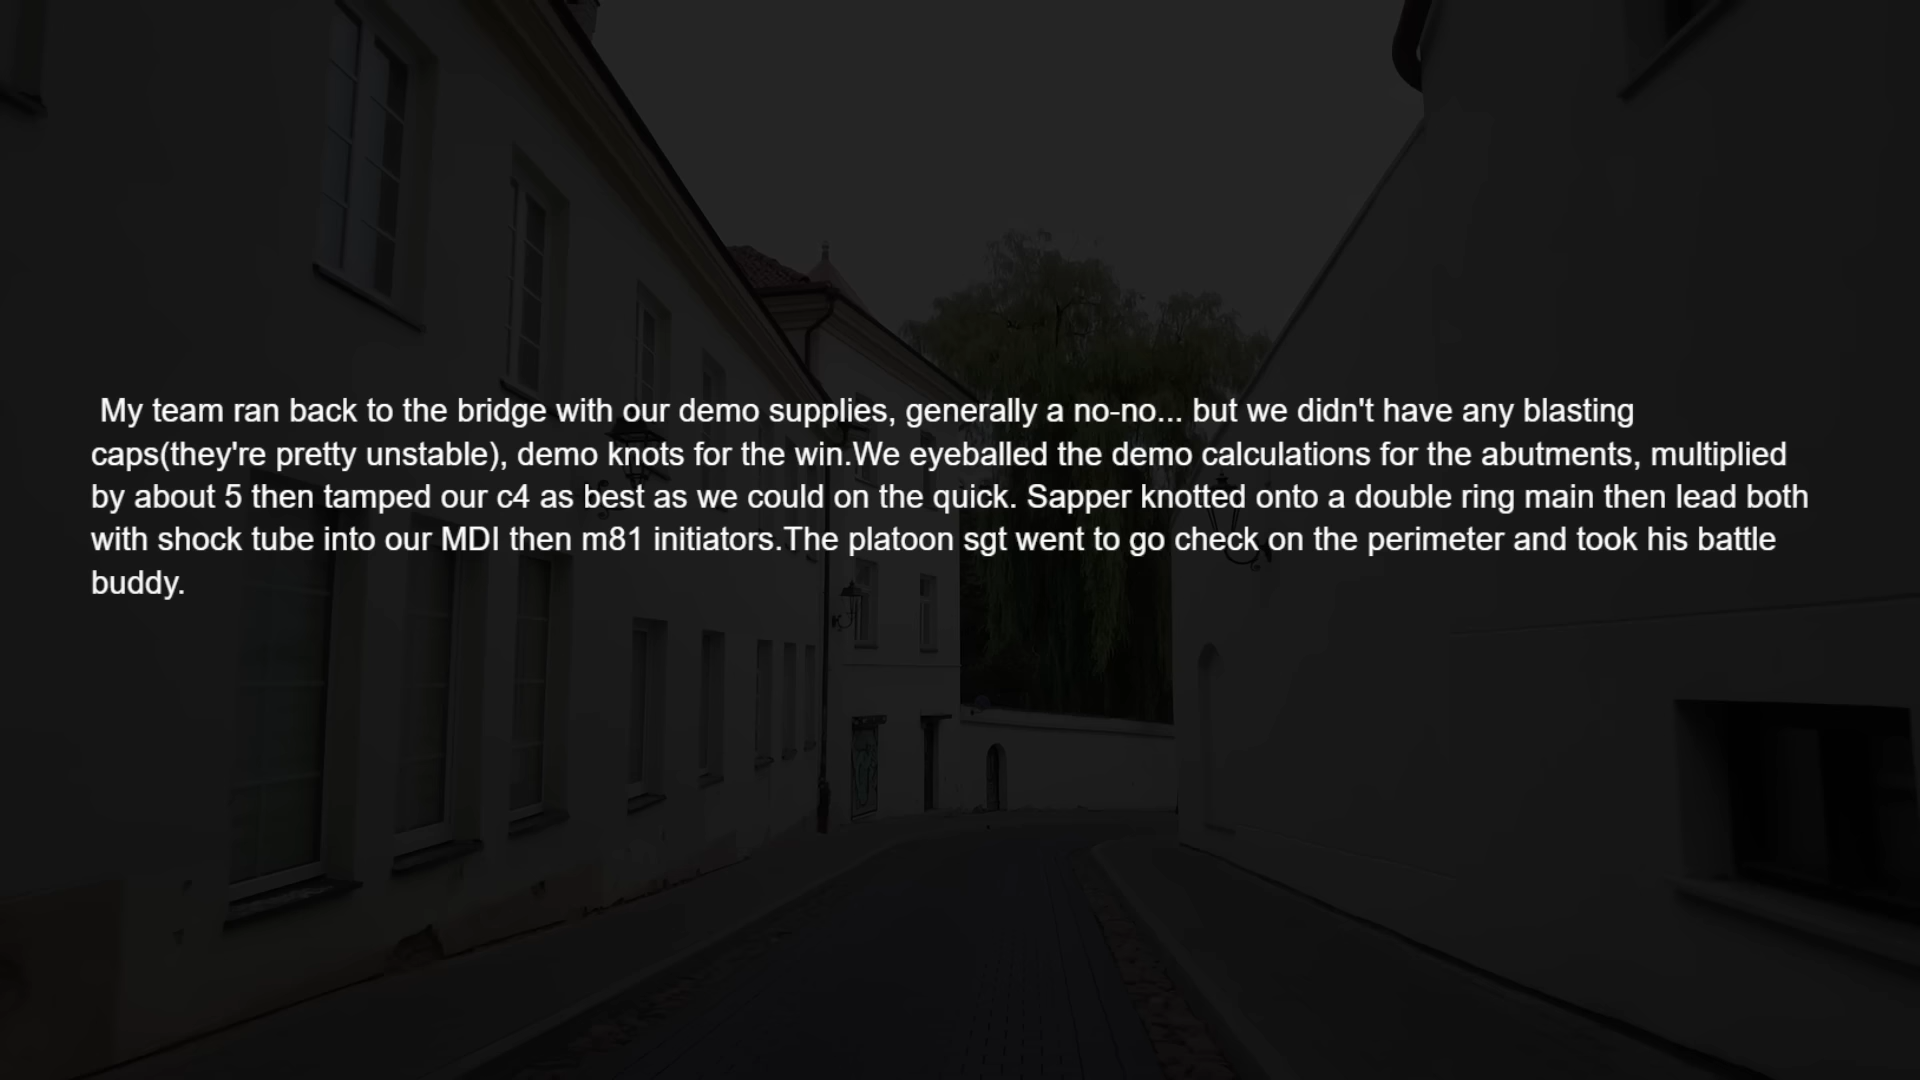 My team ran back to the bridge with our demo supplies, generally a no-no... but we didn't have any blasting
caps(they're pretty unstable), demo knots for the win.We eyeballed the demo calculations for the abutments, multiplied
by about 5 then tamped our c4 as best as we could on the quick. Sapper knotted onto a double ring main then lead both
with shock tube into our MDI then m81 initiators.The platoon sgt went to go check on the perimeter and took his battle
buddy.